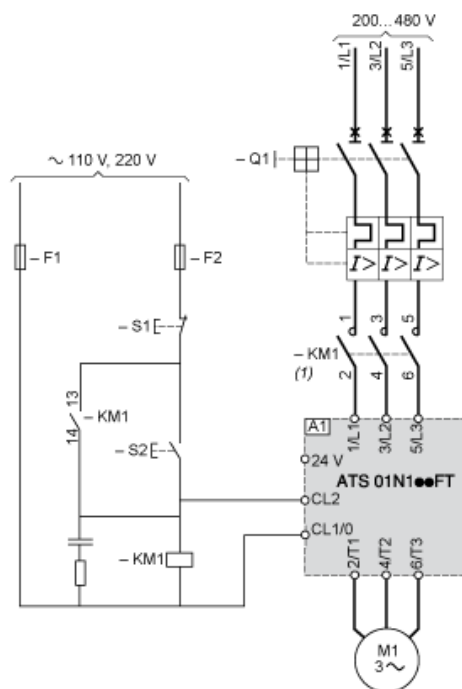 200... 480 V
1/L1
3/L2
5/L3
– Q1
I> I> I>
∼ 110 V, 220 V
– F1
– F2
– S1
1
3
5
– KM1
(1)
2
4
6
13
14
– KM1
– S2
A1
1/L1
3/L2
5/L3
24 V
ATS 01N1●●FT
CL2
CL1/0
– KM1
2/T1
4/T2
6/T3
M1
3 ∼